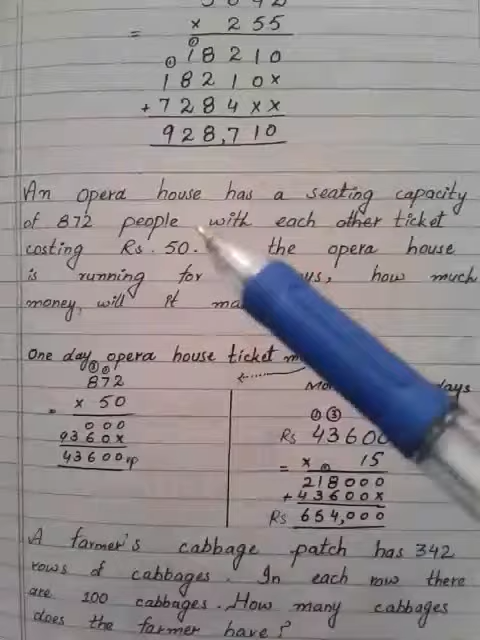 × 255
=
18210
18210×
+7284××
928,710
An opera house has a seating capacity
of 872 people with each other ticket
costing Rs. 50. the opera house
is running for how much
money, will it
One day opera house ticket
872
× 50
=
000
4360×
43600
days
Rs 43600
× 15
=
218000
+43600×
Rs 654,000
A farmer's cabbage patch has 342
rows of cabbages. In each row there
are 100 cabbages. How many cabbages
does the farmer have?